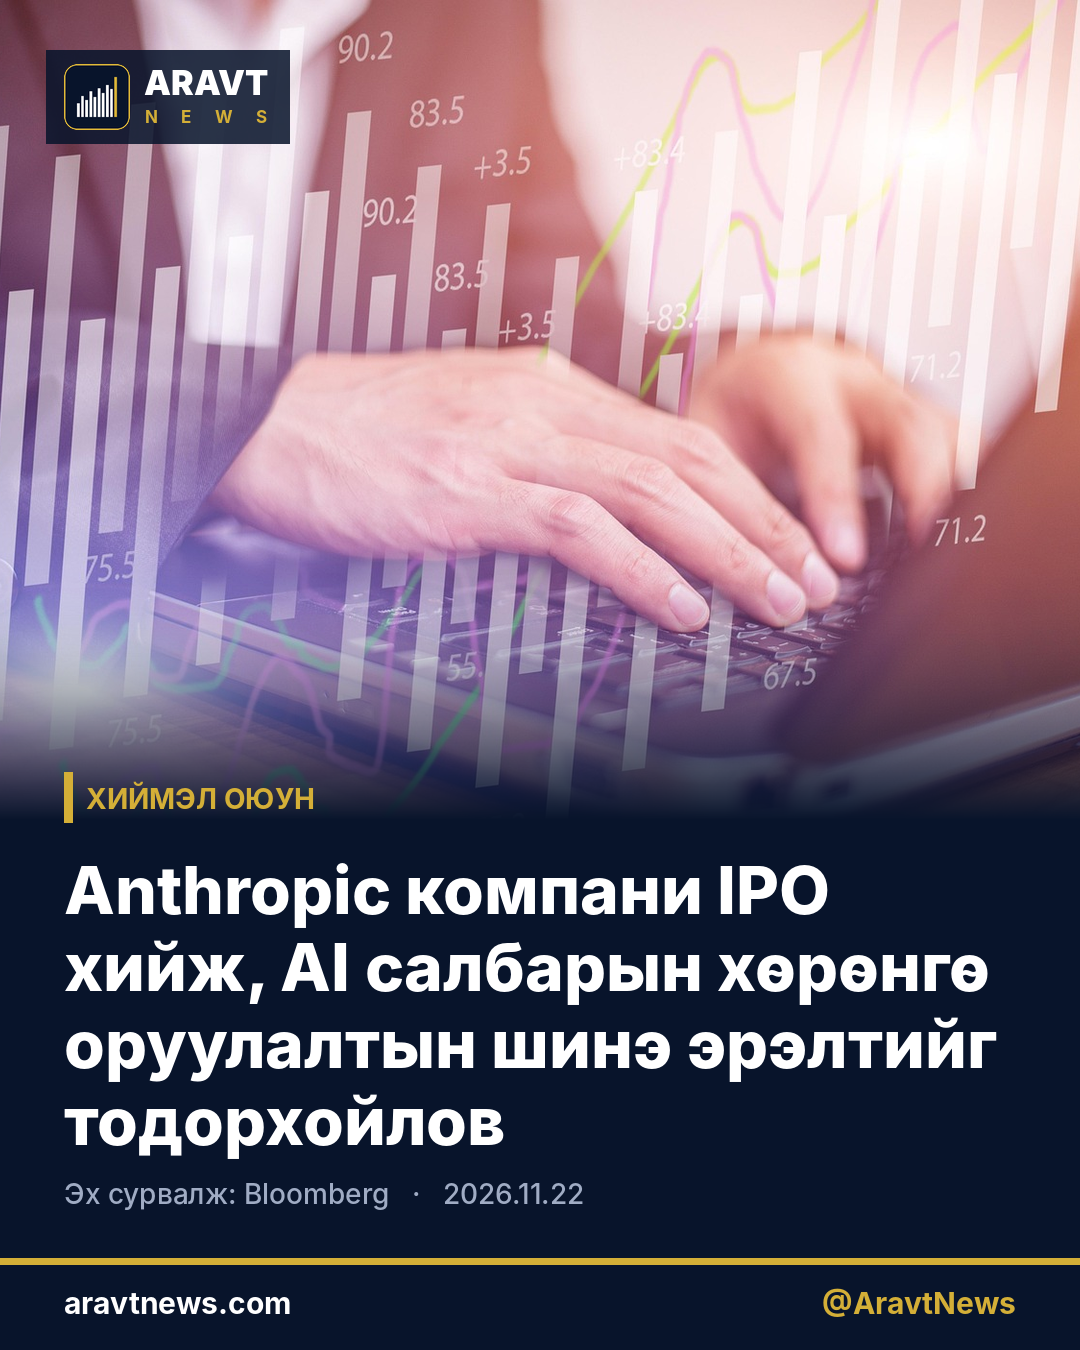 ARAVT
NEWS
90.2
83.5
+3.5
+83.4
90.2
83.5
+3.5
+83.4
71.2
71.2
75.5
55.
67.5
75.5
ХИЙМЭЛ ОЮУН
Anthropic компани IPO
хийж, AI салбарын хөрөнгө
оруулалтын шинэ эрэлтийг
тодорхойлов
Эх сурвалж: Bloomberg · 2026.11.22
aravtnews.com
@AravtNews